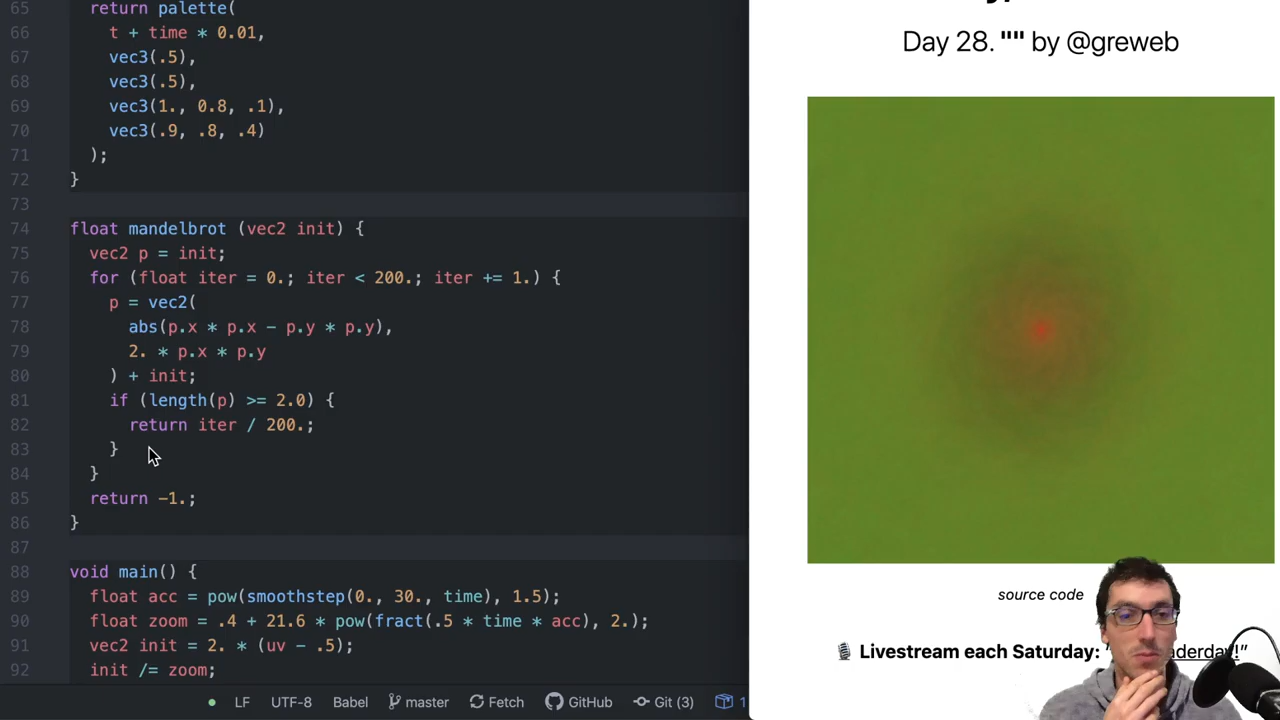 65 return palette(
66 t + time * 0.01,
67 vec3(.5),
68 vec3(.5),
69 vec3(1., 0.8, .1),
70 vec3(.9, .8, .4)
71 );
72 }
73
74 float mandelbrot (vec2 init) {
75 vec2 p = init;
76 for (float iter = 0.; iter < 200.; iter += 1.) {
77 p = vec2(
78 abs(p.x * p.x - p.y * p.y),
79 2. * p.x * p.y
80 ) + init;
81 if (length(p) >= 2.0) {
82 return iter / 200.;
83 }
84 }
85 return -1.;
86 }
87
88 void main() {
89 float acc = pow(smoothstep(0., 30., time), 1.5);
90 float zoom = .4 + 21.6 * pow(fract(.5 * time * acc), 2.);
91 vec2 init = 2. * (uv - .5);
92 init /= zoom;
LF UTF-8 Babel master Fetch GitHub Git (3) 1
Day 28. "" by @greweb
source code
Livestream each Saturday: